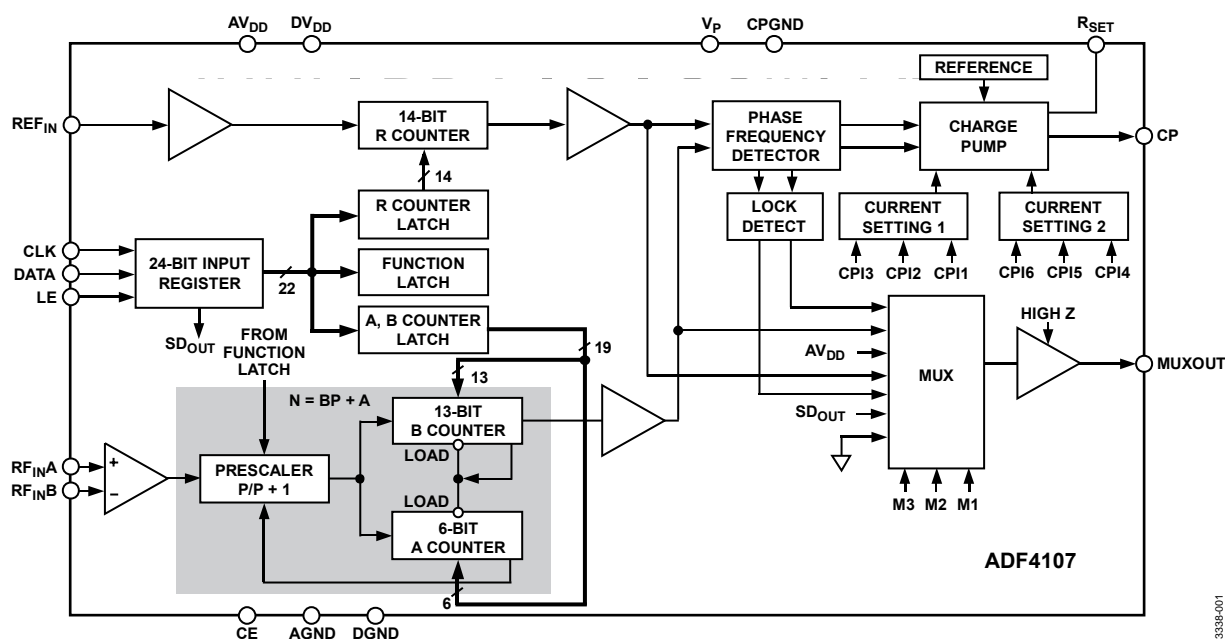 AVDD
DVDD
VP
CPGND
RSET
REFERENCE
REFIN
14-BIT
R COUNTER
PHASE
FREQUENCY
DETECTOR
CHARGE
PUMP
CP
14
R COUNTER
LATCH
LOCK
DETECT
CURRENT
SETTING 1
CURRENT
SETTING 2
CPI3
CPI2
CPI1
CPI6
CPI5
CPI4
CLK
DATA
LE
24-BIT INPUT
REGISTER
22
FUNCTION
LATCH
A, B COUNTER
LATCH
SDOUT
FROM
FUNCTION
LATCH
19
13
N = BP + A
13-BIT
B COUNTER
LOAD
HIGH Z
AVDD
MUX
MUXOUT
SDOUT
RFINA
RFINB
+
–
PRESCALER
P/P + 1
LOAD
6-BIT
A COUNTER
6
M3
M2
M1
ADF4107
CE
AGND
DGND
3338-001